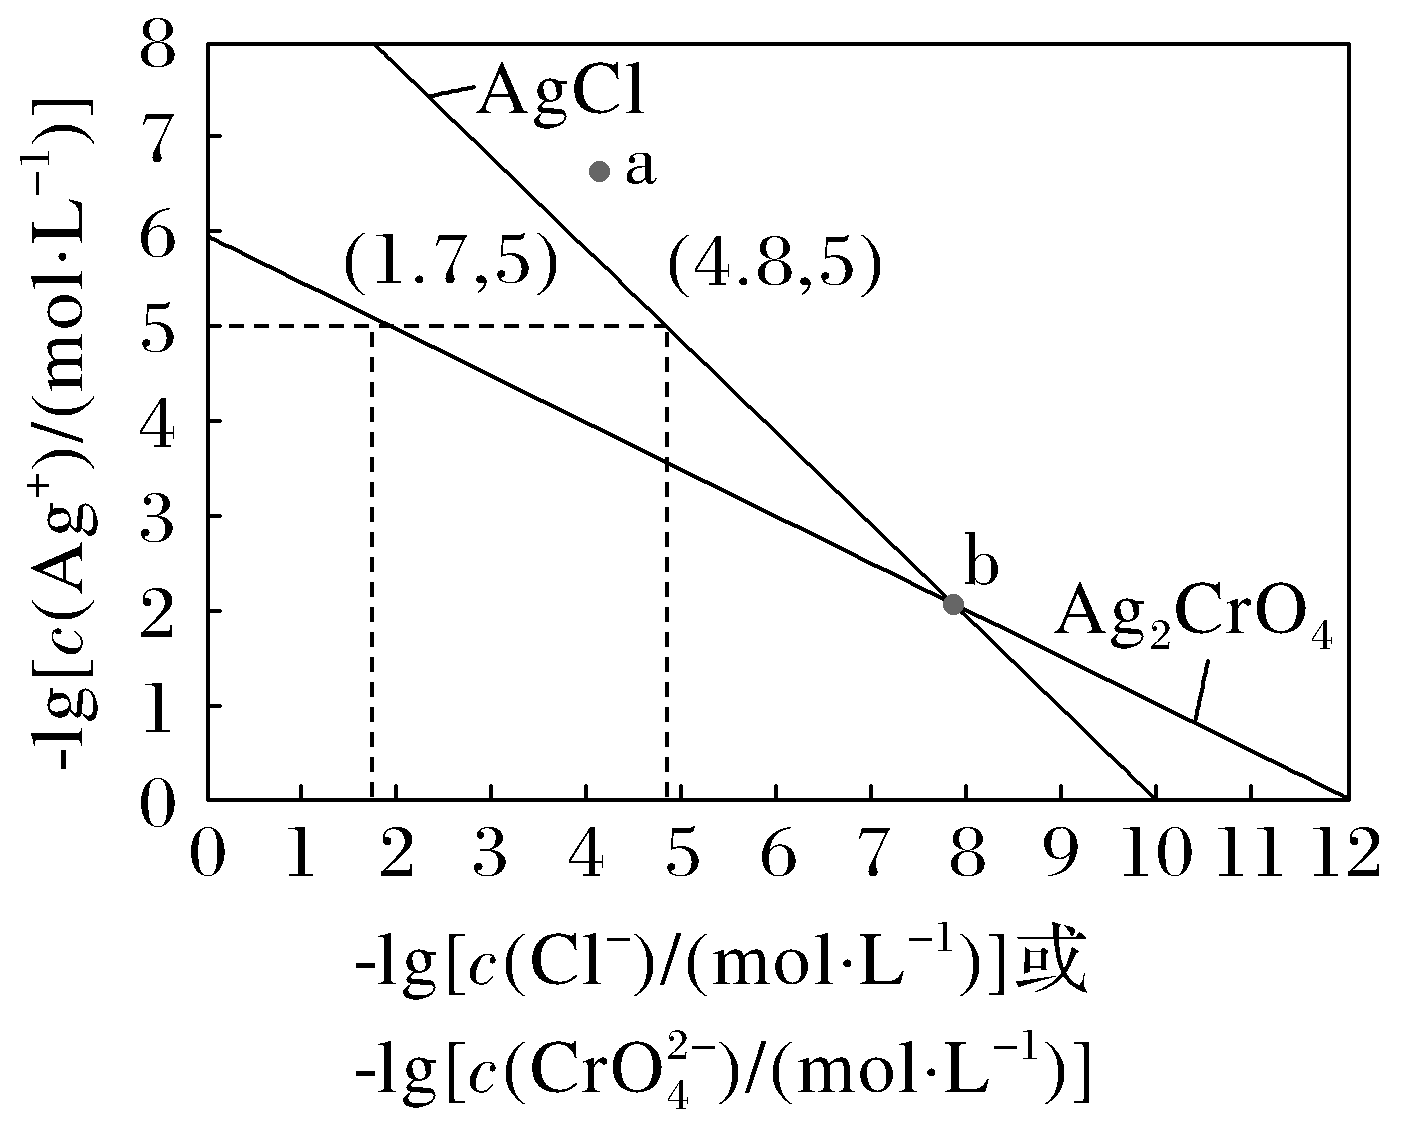 -lg[c(Ag⁺)/(mol·L⁻¹)]
8
7
6
5
4
3
2
1
0
AgCl
a
(1.7,5) (4.8,5)
b
Ag₂CrO₄
0 1 2 3 4 5 6 7 8 9 10 11 12
-lg[c(Cl⁻)/(mol·L⁻¹)]或
-lg[c(CrO₄²⁻)/(mol·L⁻¹)]